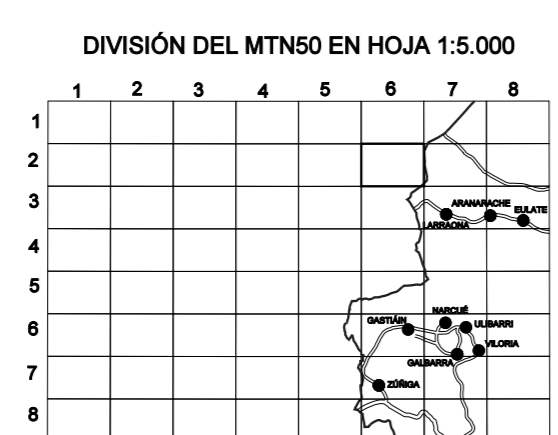 DIVISIÓN DEL MTN50 EN HOJA 1:5.000
1 2 3 4 5 6 7 8
1
2
3
ARANARACHE
EULATE
LARRAONA
4
5
6
GASTIÁIN
NARCUÉ
ULIBARRI
VILORIA
GALBARRA
7
ZÚÑIGA
8